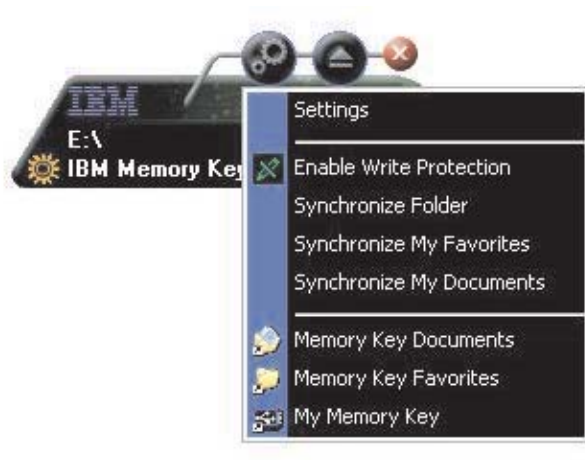 IBM
E:\
IBM Memory Key
Settings
Enable Write Protection
Synchronize Folder
Synchronize My Favorites
Synchronize My Documents
Memory Key Documents
Memory Key Favorites
My Memory Key